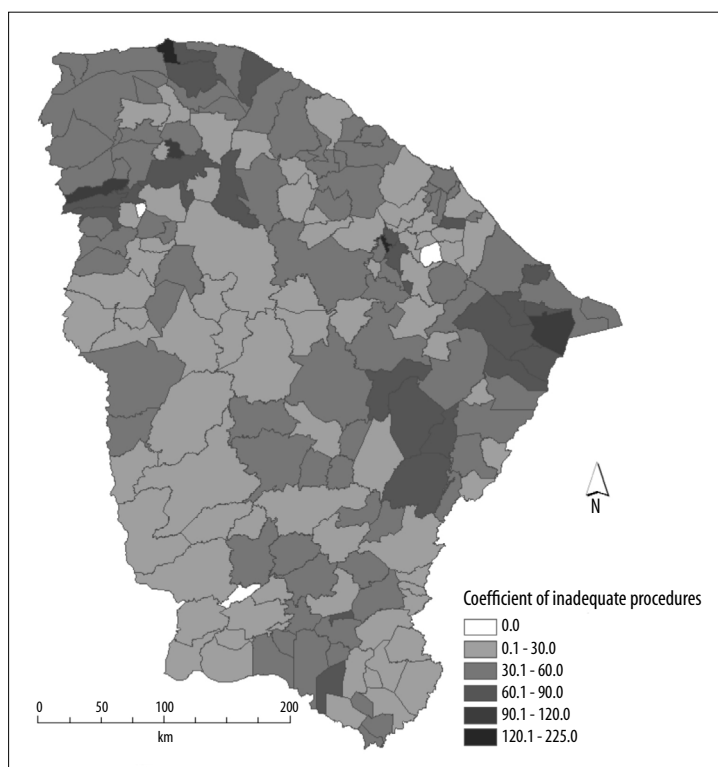 N
Coefficient of inadequate procedures
0.0
0.1 - 30.0
30.1 - 60.0
60.1 - 90.0
90.1 - 120.0
120.1 - 225.0
0 50 100 200
km